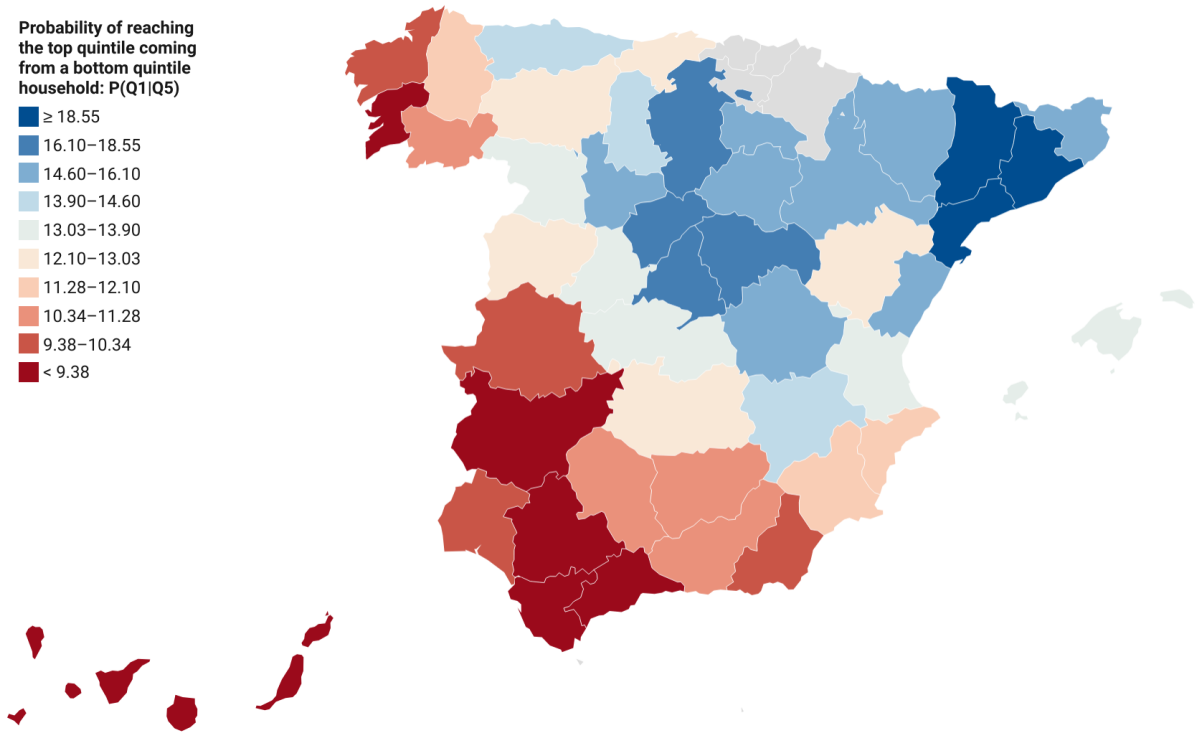 Probability of reaching
the top quintile coming
from a bottom quintile
household: P(Q1|Q5)
≥ 18.55
16.10–18.55
14.60–16.10
13.90–14.60
13.03–13.90
12.10–13.03
11.28–12.10
10.34–11.28
9.38–10.34
< 9.38